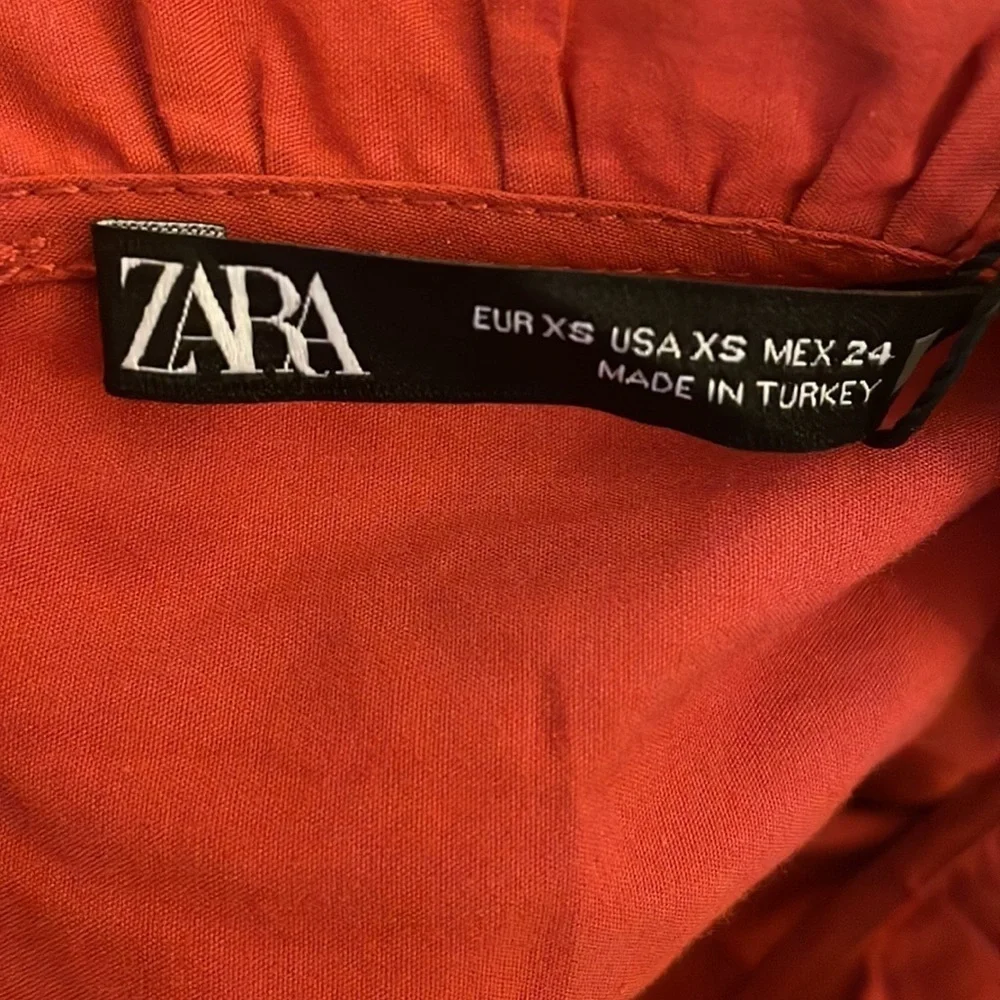 ZARA
EUR XS USA XS MEX 24
MADE IN TURKEY